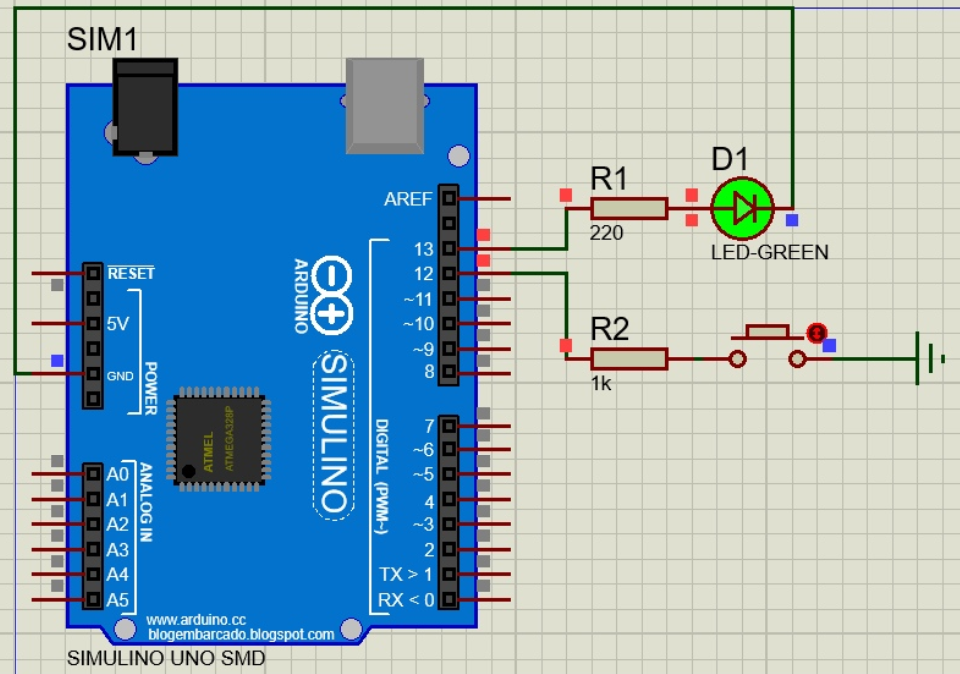 SIM1
D1
R1
220
LED-GREEN
R2
1k
AREF
13
12
~11
~10
~9
8
7
~6
~5
4
~3
2
TX > 1
RX < 0
DIGITAL (PWM~)
ARDUINO
SIMULINO
RESET
5V
GND
POWER
A0
A1
A2
A3
A4
A5
ANALOG IN
ATMEL
ATMEGA328P
www.arduino.cc
blogembarcado.blogspot.com
SIMULINO UNO SMD